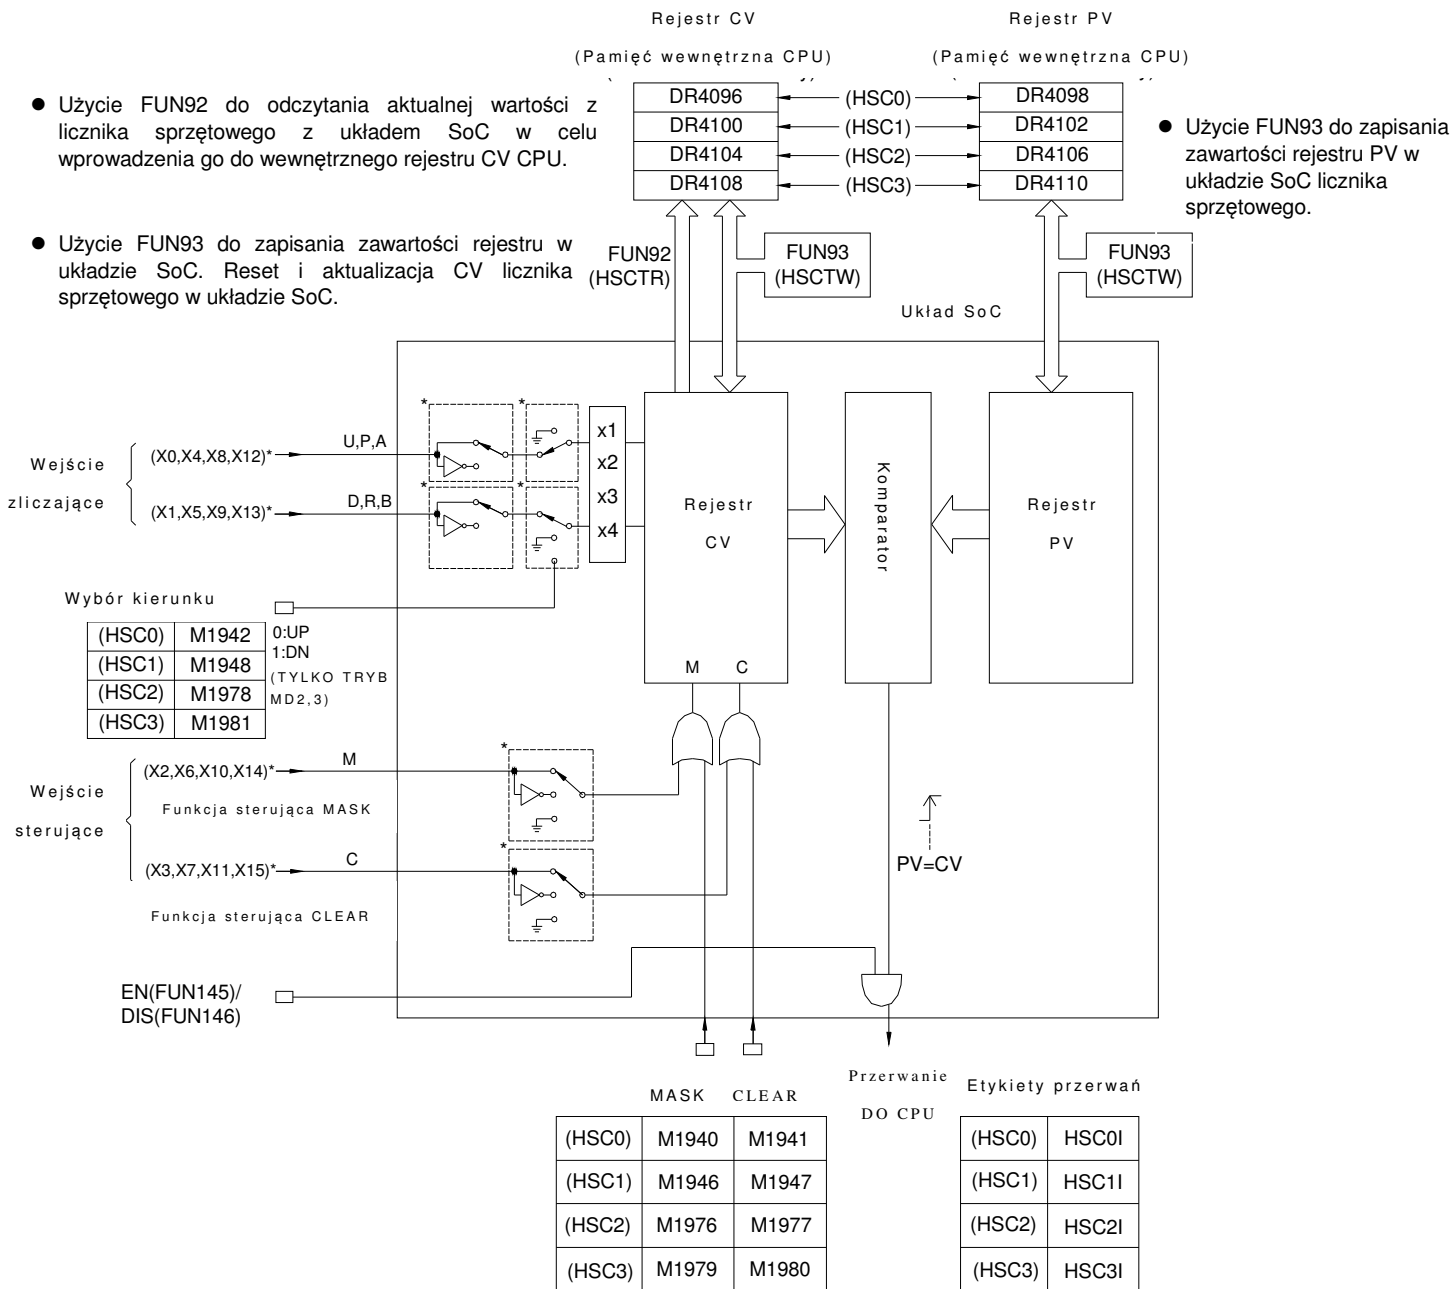 Rejestr CV
(Pamięć wewnętrzna CPU)
Rejestr PV
(Pamięć wewnętrzna CPU)
● Użycie FUN92 do odczytania aktualnej wartości z
licznika sprzętowego z układem SoC w celu
wprowadzenia go do wewnętrznego rejestru CV CPU.
DR4096 (HSC0) DR4098
DR4100 (HSC1) DR4102
DR4104 (HSC2) DR4106
DR4108 (HSC3) DR4110
● Użycie FUN93 do zapisania
zawartości rejestru PV w
układzie SoC licznika
sprzętowego.
● Użycie FUN93 do zapisania zawartości rejestru w
układzie SoC. Reset i aktualizacja CV licznika
sprzętowego w układzie SoC.
FUN92
(HSCTR)
FUN93
(HSCTW)
FUN93
(HSCTW)
Układ SoC
Wejście
zliczające
(X0,X4,X8,X12)*
U,P,A
(X1,X5,X9,X13)*
D,R,B
*
*
*
*
x1
x2
x3
x4
Rejestr
CV
M C
Komparator
Rejestr
PV
Wybór kierunku
(HSC0) M1942
(HSC1) M1948
(HSC2) M1978
(HSC3) M1981
0:UP
1:DN
(TYLKO TRYB
MD2,3)
Wejście
sterujące
(X2,X6,X10,X14)*
M
*
Funkcja sterująca MASK
(X3,X7,X11,X15)*
C
*
Funkcja sterująca CLEAR
PV=CV
EN(FUN145)/
DIS(FUN146)
Przerwanie
DO CPU
MASK CLEAR
(HSC0) M1940 M1941
(HSC1) M1946 M1947
(HSC2) M1976 M1977
(HSC3) M1979 M1980
Etykiety przerwań
(HSC0) HSC0I
(HSC1) HSC1I
(HSC2) HSC2I
(HSC3) HSC3I